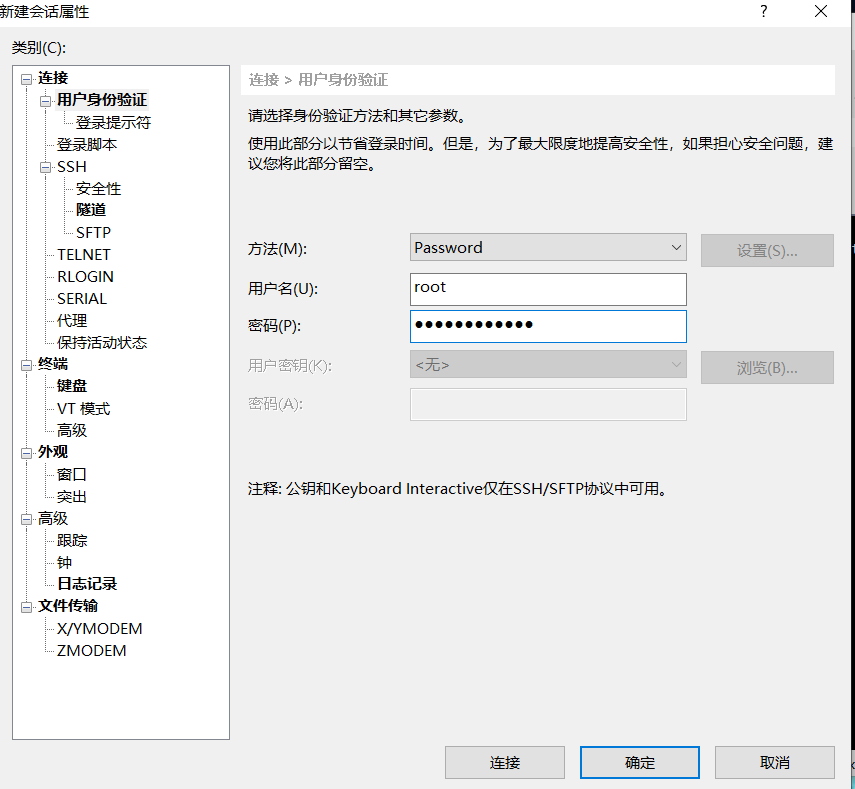 新建会话属性
?
类别(C):
连接
用户身份验证
登录提示符
登录脚本
SSH
安全性
隧道
SFTP
TELNET
RLOGIN
SERIAL
代理
保持活动状态
终端
键盘
VT 模式
高级
外观
窗口
突出
高级
跟踪
钟
日志记录
文件传输
X/YMODEM
ZMODEM
连接 > 用户身份验证
请选择身份验证方法和其它参数。
使用此部分以节省登录时间。但是，为了最大限度地提高安全性，如果担心安全问题，建
议您将此部分留空。
方法(M):
Password
设置(S)...
用户名(U):
root
密码(P):
●●●●●●●●●●●●
用户密钥(K):
<无>
浏览(B)...
密码(A):
注释: 公钥和Keyboard Interactive仅在SSH/SFTP协议中可用。
连接
确定
取消